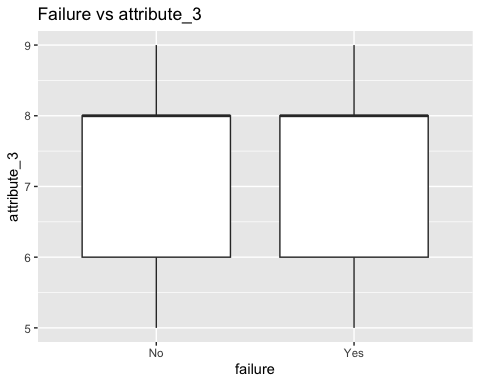 Failure vs attribute_3
9
8
7
6
5
attribute_3
No Yes
failure